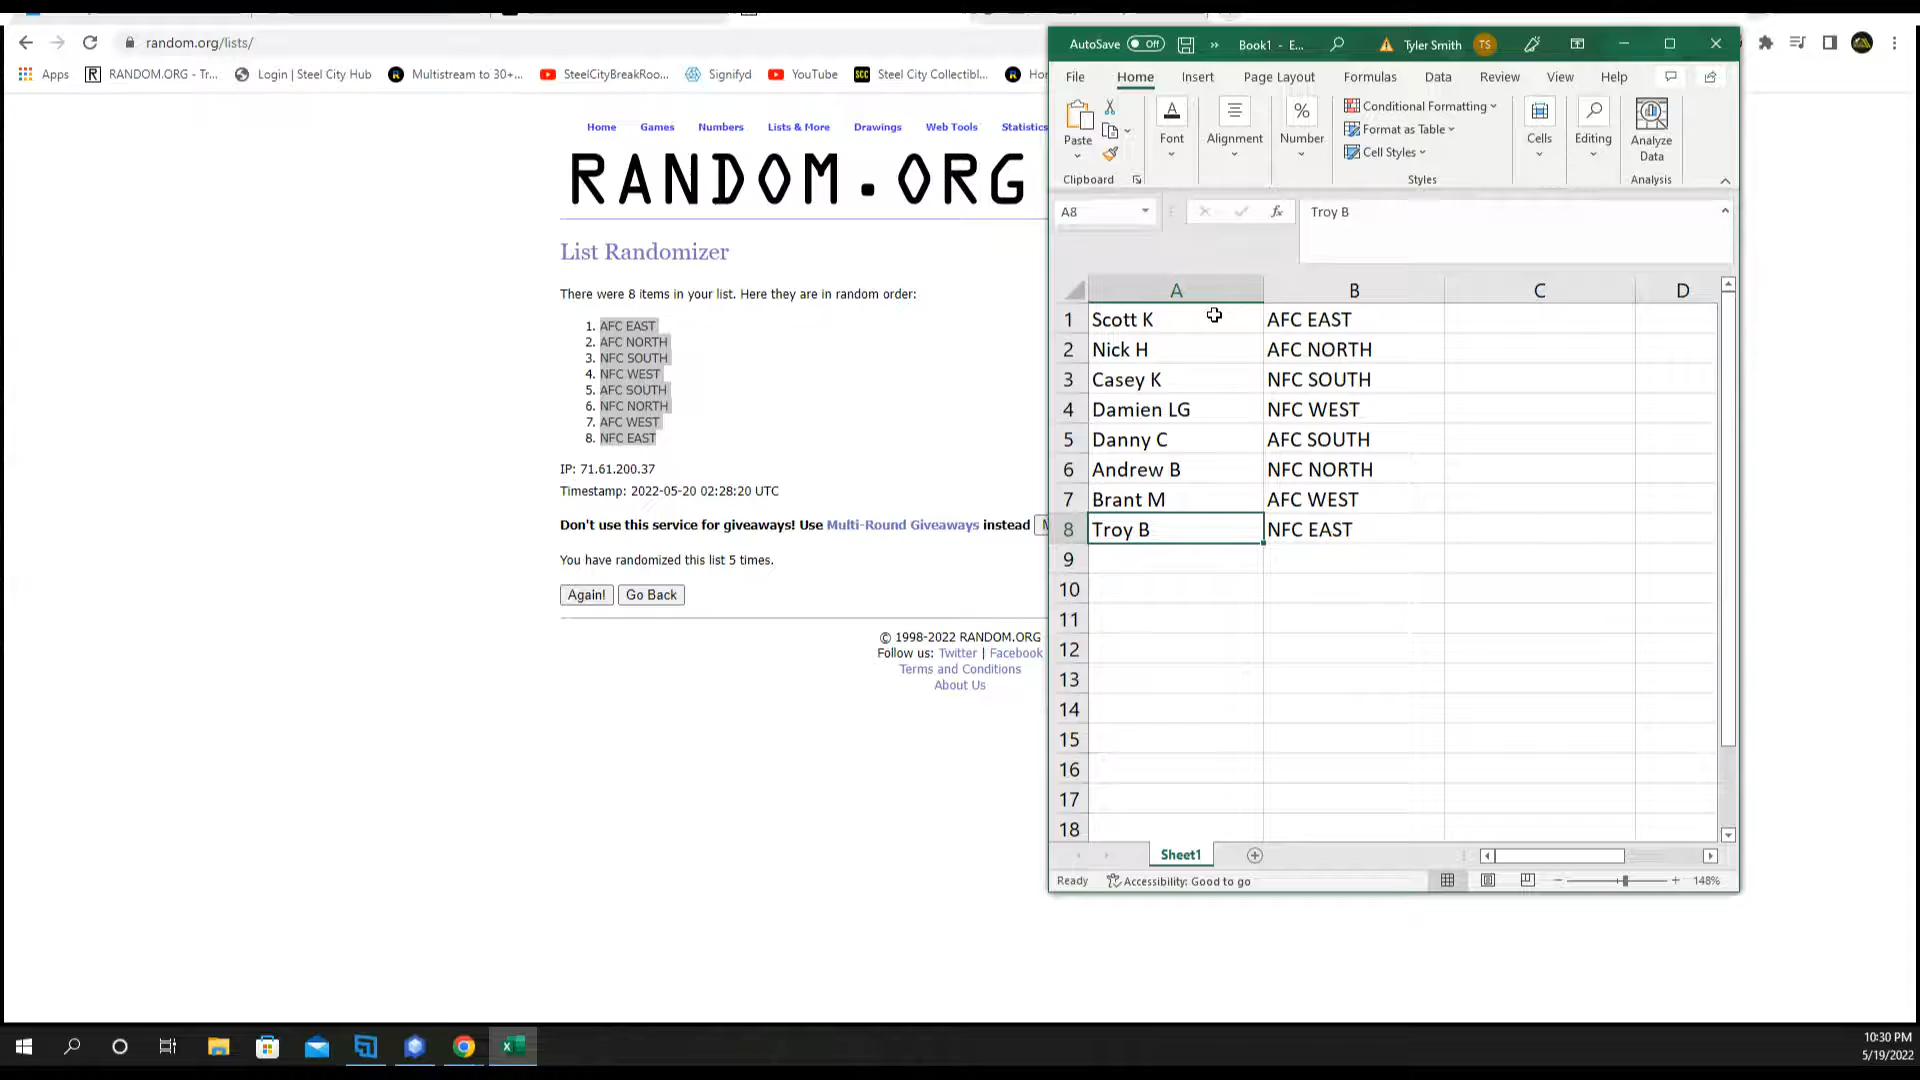 random.org/lists/
Apps RANDOM.ORG - Tr... Login | Steel City Hub Multistream to 30+... SteelCityBreakRoo... Signifyd YouTube Steel City Collectibl...
Home Games Numbers Lists & More Drawings Web Tools Statistics
RANDOM.ORG
List Randomizer
There were 8 items in your list. Here they are in random order:
1. AFC EAST
2. AFC NORTH
3. NFC SOUTH
4. NFC WEST
5. AFC SOUTH
6. NFC NORTH
7. AFC WEST
8. NFC EAST
IP: 71.61.200.37
Timestamp: 2022-05-20 02:28:20 UTC
Don't use this service for giveaways! Use Multi-Round Giveaways instead
You have randomized this list 5 times.
Again! Go Back
© 1998-2022 RANDOM.ORG
Follow us: Twitter | Facebook
Terms and Conditions
About Us
AutoSave Off » Book1 - E... Tyler Smith TS
File Home Insert Page Layout Formulas Data Review View Help
Paste Font Alignment Number Conditional Formatting Format as Table Cell Styles Cells Editing Analyze Data
Clipboard Styles Analysis
A8 fx Troy B
A B C D
1 Scott K AFC EAST
2 Nick H AFC NORTH
3 Casey K NFC SOUTH
4 Damien LG NFC WEST
5 Danny C AFC SOUTH
6 Andrew B NFC NORTH
7 Brant M AFC WEST
8 Troy B NFC EAST
9
10
11
12
13
14
15
16
17
18
Sheet1
Ready Accessibility: Good to go 148%
10:30 PM
5/19/2022